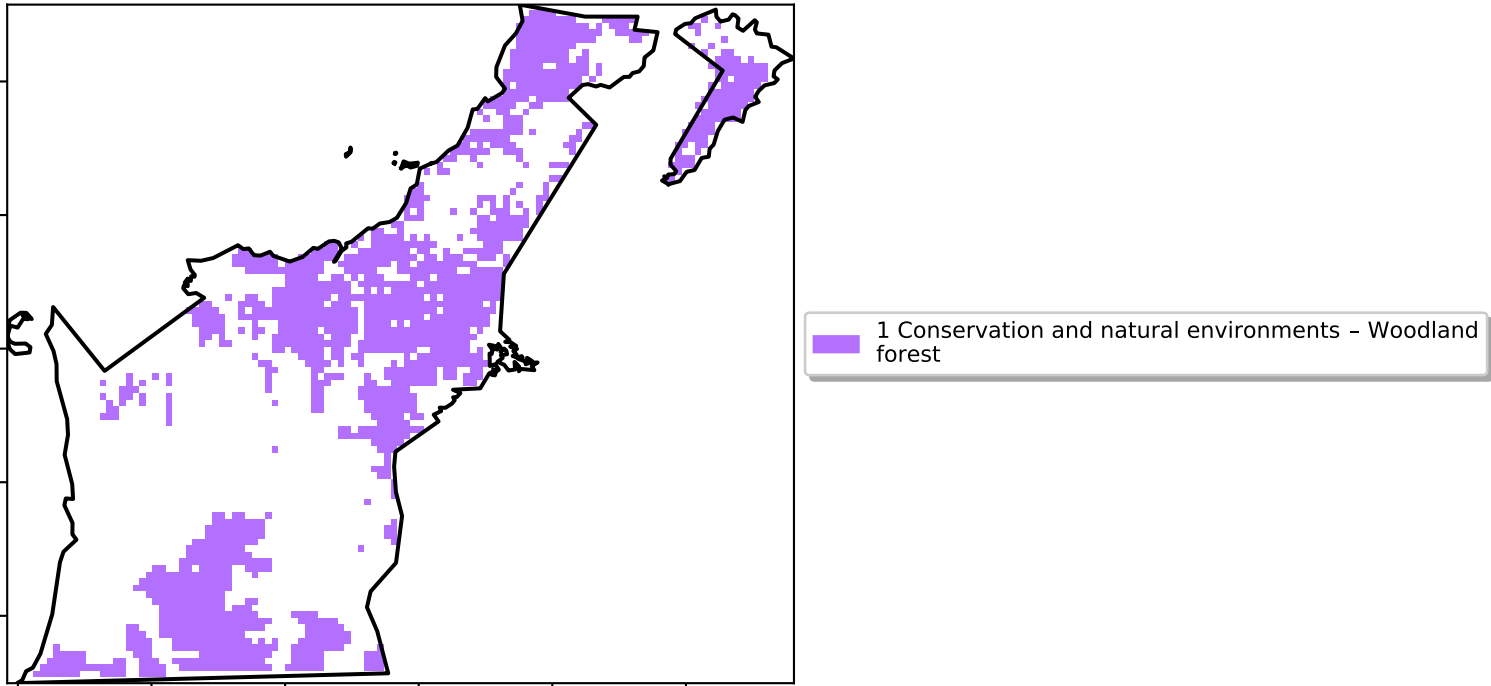 1 Conservation and natural environments – Woodland
forest